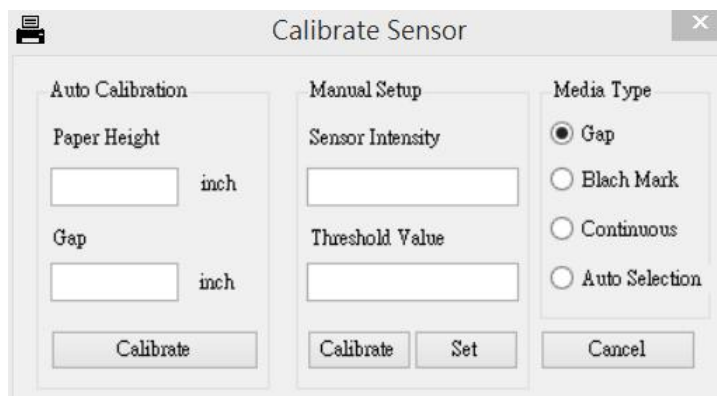 Calibrate Sensor
Auto Calibration
Paper Height
inch
Gap
inch
Calibrate
Manual Setup
Sensor Intensity
Threshold Value
Calibrate
Set
Media Type
Gap
Blach Mark
Continuous
Auto Selection
Cancel